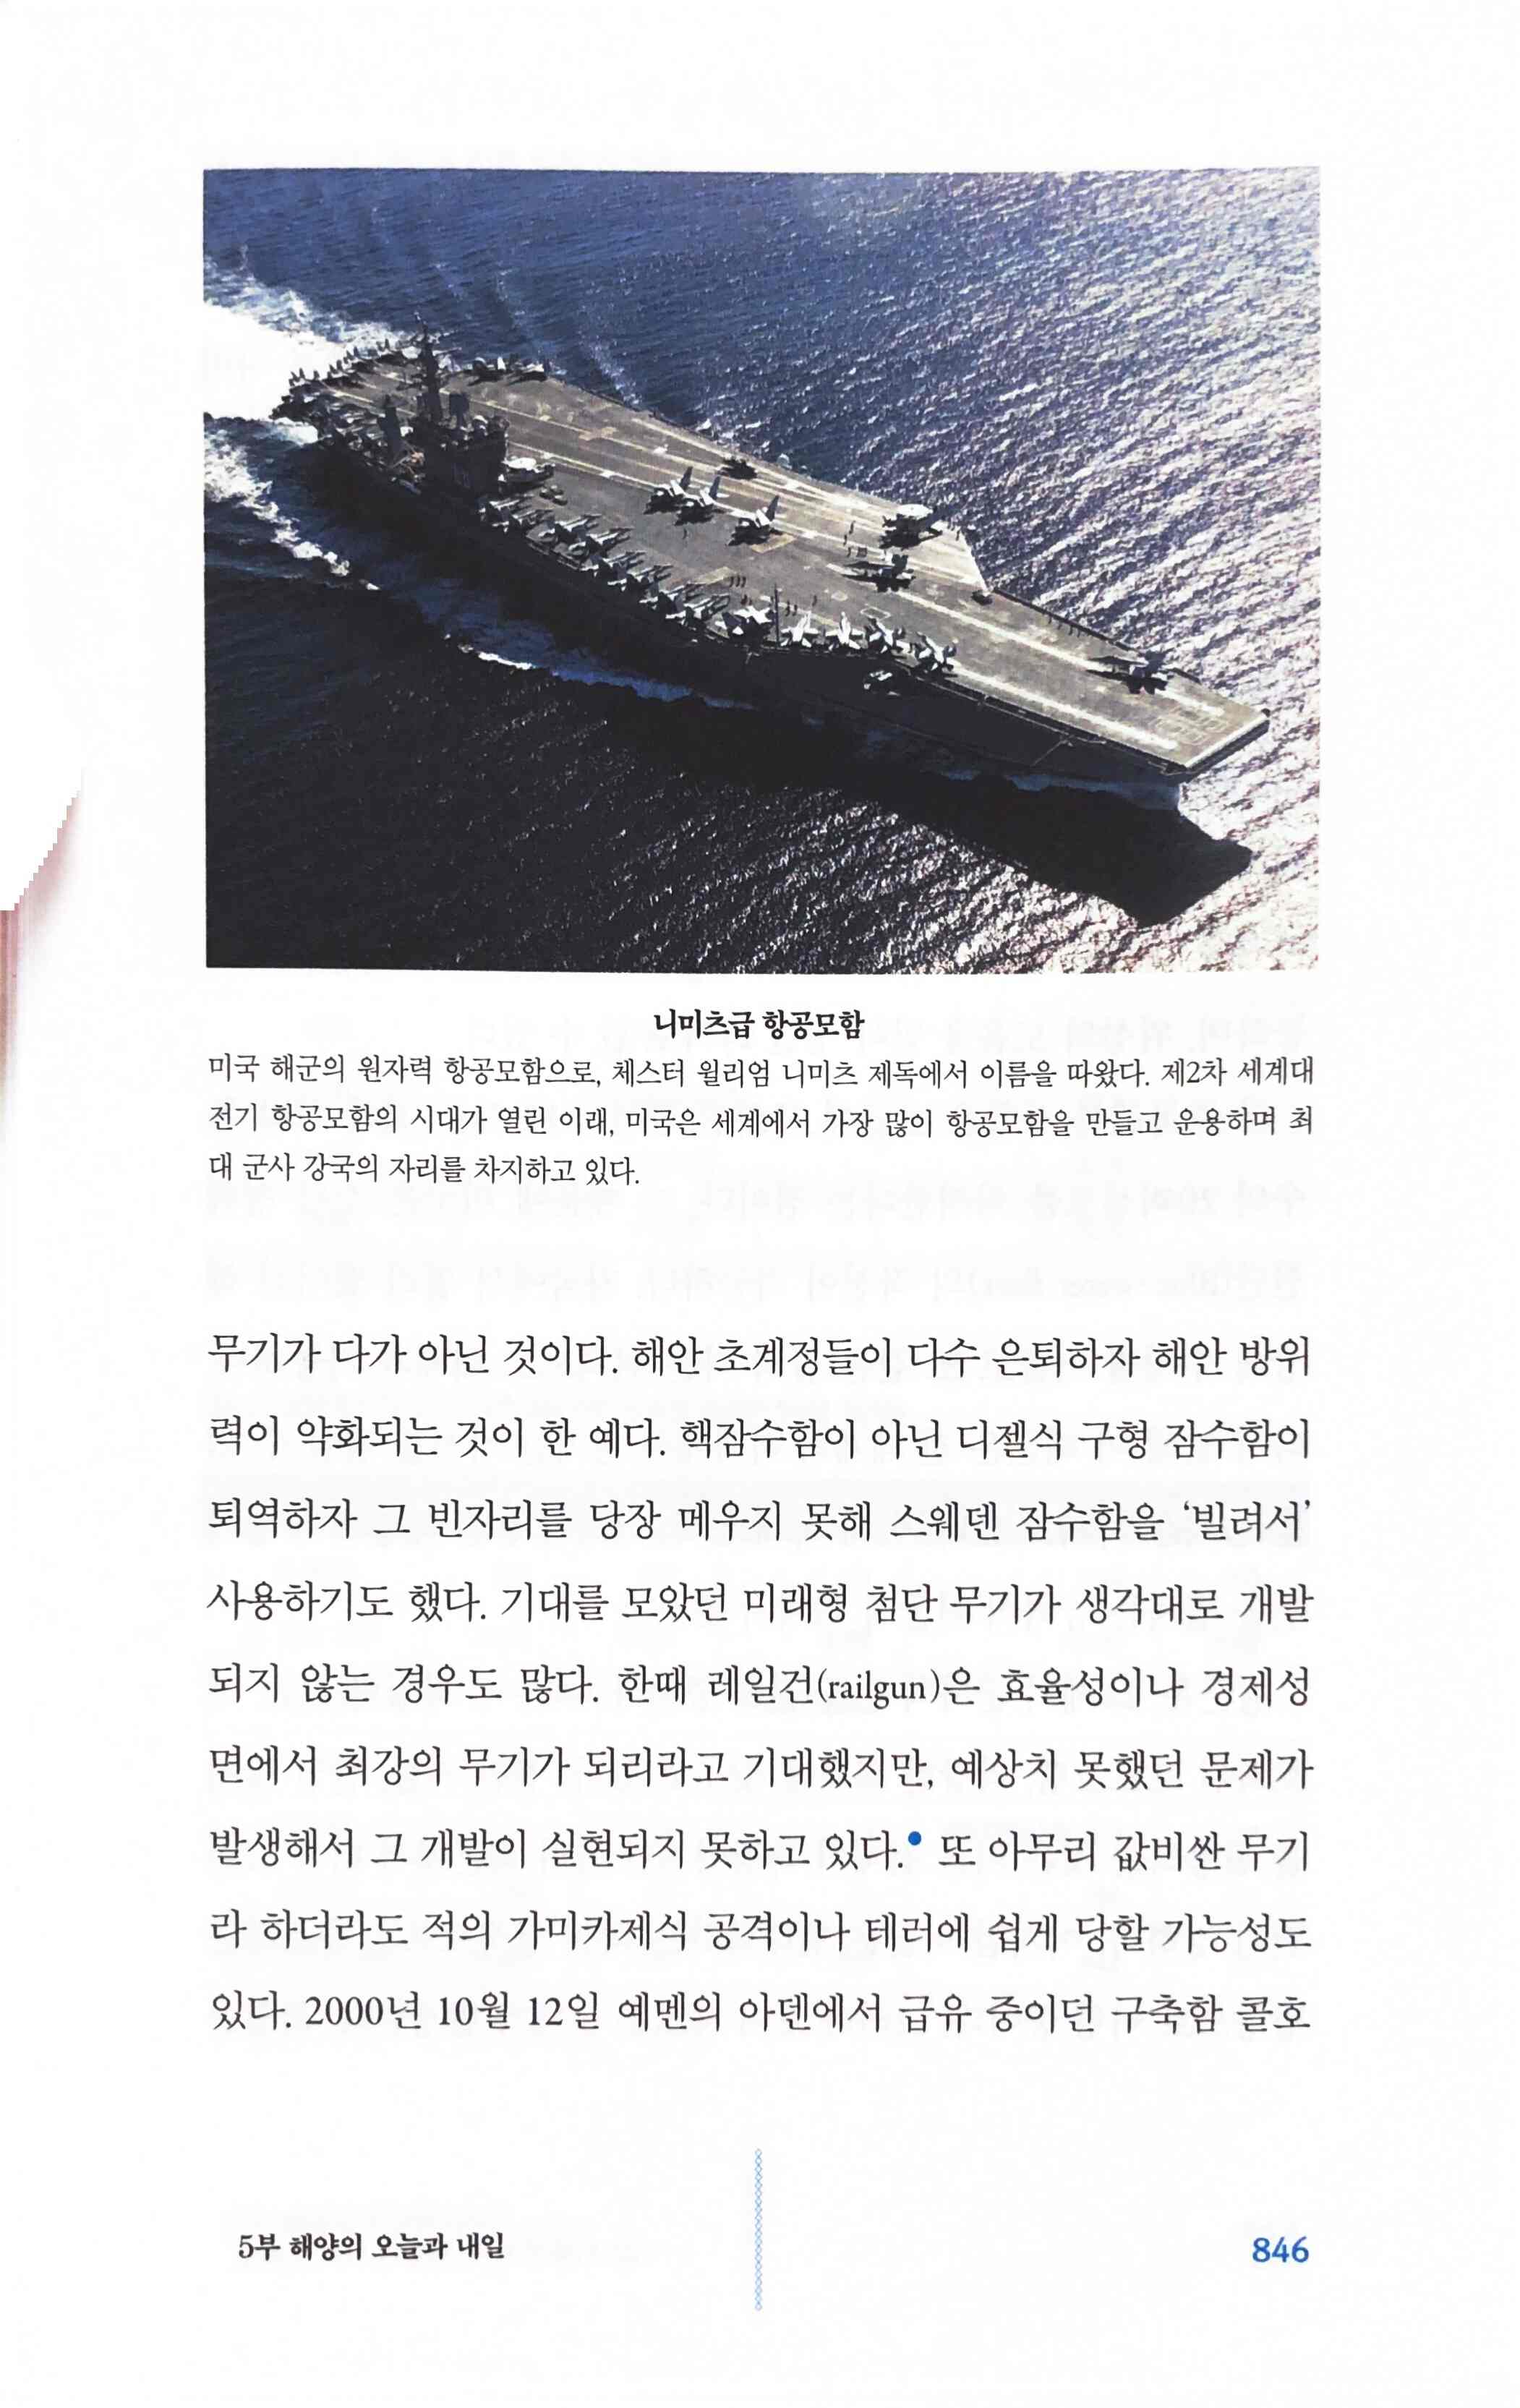 니미츠급 항공모함
미국 해군의 원자력 항공모함으로, 체스터 윌리엄 니미츠 제독에서 이름을 따왔다. 제2차 세계대
전기 항공모함의 시대가 열린 이래, 미국은 세계에서 가장 많이 항공모함을 만들고 운용하며 최
대 군사 강국의 자리를 차지하고 있다.
무기가 다가 아닌 것이다. 해안 초계정들이 다수 은퇴하자 해안 방위
력이 약화되는 것이 한 예다. 핵잠수함이 아닌 디젤식 구형 잠수함이
퇴역하자 그 빈자리를 당장 메우지 못해 스웨덴 잠수함을 ‘빌려서’
사용하기도 했다. 기대를 모았던 미래형 첨단 무기가 생각대로 개발
되지 않는 경우도 많다. 한때 레일건(railgun)은 효율성이나 경제성
면에서 최강의 무기가 되리라고 기대했지만, 예상치 못했던 문제가
발생해서 그 개발이 실현되지 못하고 있다.• 또 아무리 값비싼 무기
라 하더라도 적의 가미카제식 공격이나 테러에 쉽게 당할 가능성도
있다. 2000년 10월 12일 예멘의 아덴에서 급유 중이던 구축함 콜호
5부 해양의 오늘과 내일
846